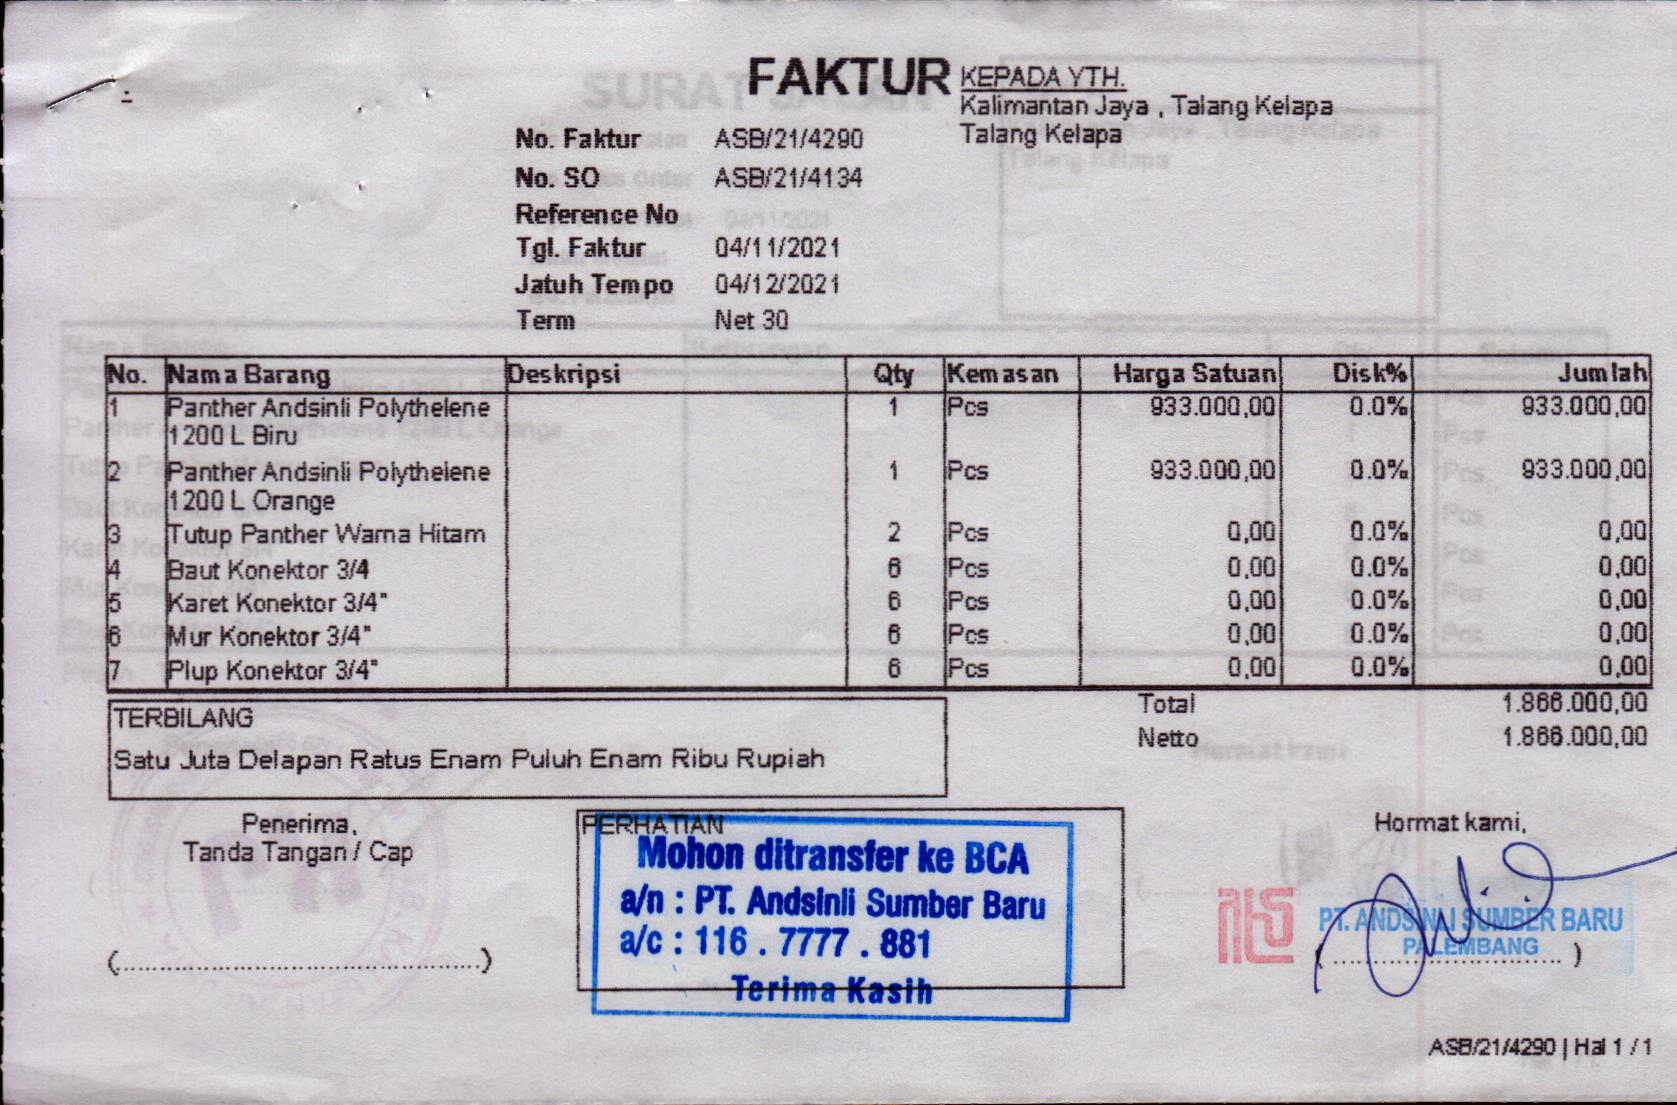 FAKTUR
KEPADA YTH.
Kalimantan Jaya , Talang Kelapa
Talang Kelapa
No. Faktur ASB/21/4290
No. SO ASB/21/4134
Reference No
Tgl. Faktur 04/11/2021
Jatuh Tempo 04/12/2021
Term Net 30
No. Nama Barang Deskripsi Qty Kemasan Harga Satuan Disk% Jumlah
1 Panther Andsinli Polythelene 1 Pcs 933.000,00 0.0% 933.000,00
1200 L Biru
2 Panther Andsinli Polythelene 1 Pcs 933.000,00 0.0% 933.000,00
1200 L Orange
3 Tutup Panther Warna Hitam 2 Pcs 0,00 0.0% 0,00
4 Baut Konektor 3/4 6 Pcs 0,00 0.0% 0,00
5 Karet Konektor 3/4" 6 Pcs 0,00 0.0% 0,00
6 Mur Konektor 3/4" 6 Pcs 0,00 0.0% 0,00
7 Plup Konektor 3/4" 6 Pcs 0,00 0.0% 0,00
Total 1.866.000,00
Netto 1.866.000,00
TERBILANG
Satu Juta Delapan Ratus Enam Puluh Enam Ribu Rupiah
Penerima,
Tanda Tangan / Cap
PERHATIAN
Mohon ditransfer ke BCA
a/n : PT. Andsinli Sumber Baru
a/c : 116 . 7777 . 881
Terima Kasih
Hormat kami,
PT. ANDSINLI SUMBER BARU
PALEMBANG
ASB/21/4290 | Hal 1 / 1